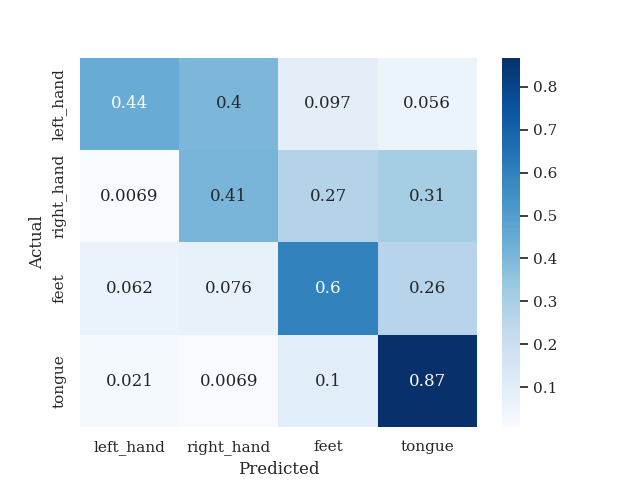 left_hand 0.44 0.4 0.097 0.056
right_hand 0.0069 0.41 0.27 0.31
feet 0.062 0.076 0.6 0.26
tongue 0.021 0.0069 0.1 0.87
Actual
left_hand right_hand feet tongue
Predicted
0.8
0.7
0.6
0.5
0.4
0.3
0.2
0.1